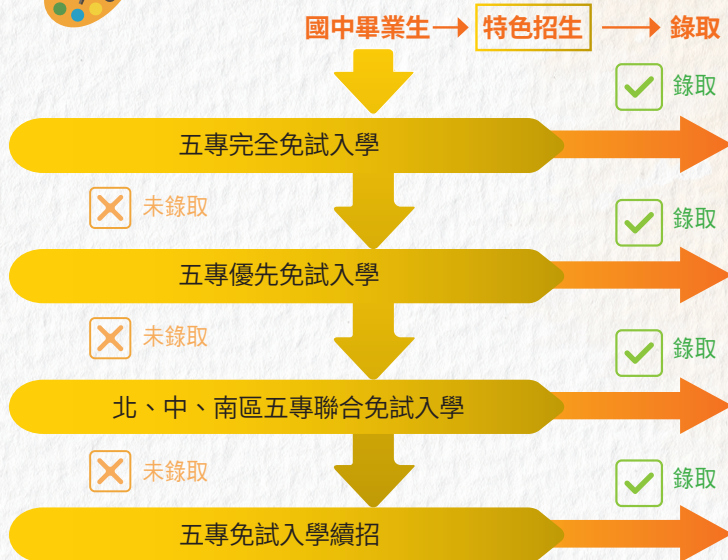 國中畢業生 特色招生 錄取
錄取
五專完全免試入學
未錄取
錄取
五專優先免試入學
未錄取
錄取
北、中、南區五專聯合免試入學
未錄取
錄取
五專免試入學續招